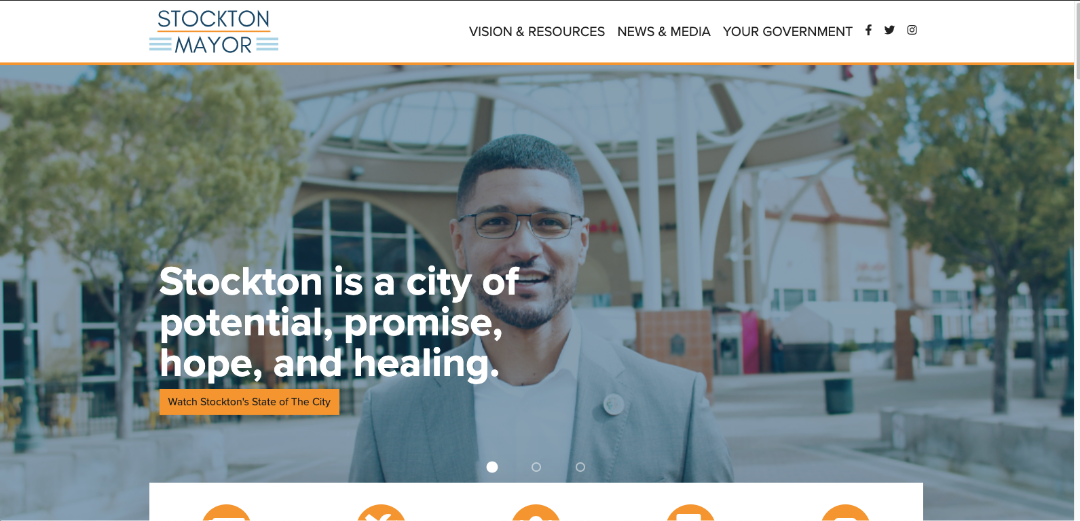 STOCKTON
MAYOR
VISION & RESOURCES NEWS & MEDIA YOUR GOVERNMENT
Stockton is a city of
potential, promise,
hope, and healing.
Watch Stockton's State of The City